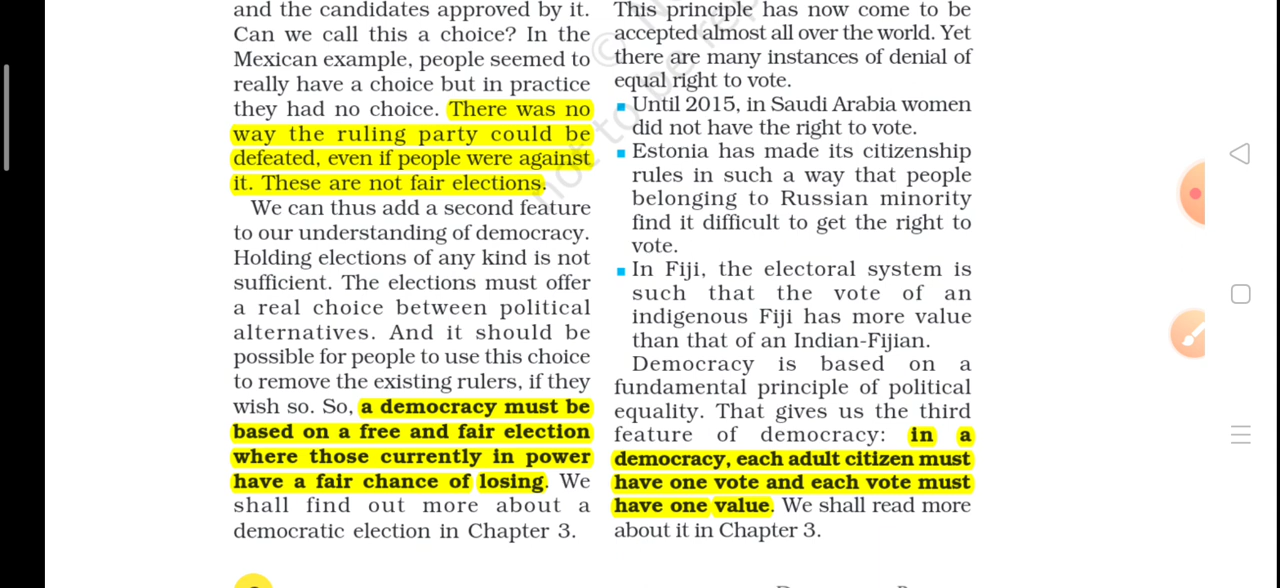 and the candidates approved by it.
Can we call this a choice? In the
Mexican example, people seemed to
really have a choice but in practice
they had no choice. There was no
way the ruling party could be
defeated, even if people were against
it. These are not fair elections.
We can thus add a second feature
to our understanding of democracy.
Holding elections of any kind is not
sufficient. The elections must offer
a real choice between political
alternatives. And it should be
possible for people to use this choice
to remove the existing rulers, if they
wish so. So, a democracy must be
based on a free and fair election
where those currently in power
have a fair chance of losing. We
shall find out more about a
democratic election in Chapter 3.
This principle has now come to be
accepted almost all over the world. Yet
there are many instances of denial of
equal right to vote.
▪ Until 2015, in Saudi Arabia women
did not have the right to vote.
▪ Estonia has made its citizenship
rules in such a way that people
belonging to Russian minority
find it difficult to get the right to
vote.
▪ In Fiji, the electoral system is
such that the vote of an
indigenous Fiji has more value
than that of an Indian-Fijian.
Democracy is based on a
fundamental principle of political
equality. That gives us the third
feature of democracy: in a
democracy, each adult citizen must
have one vote and each vote must
have one value. We shall read more
about it in Chapter 3.
not to be rep